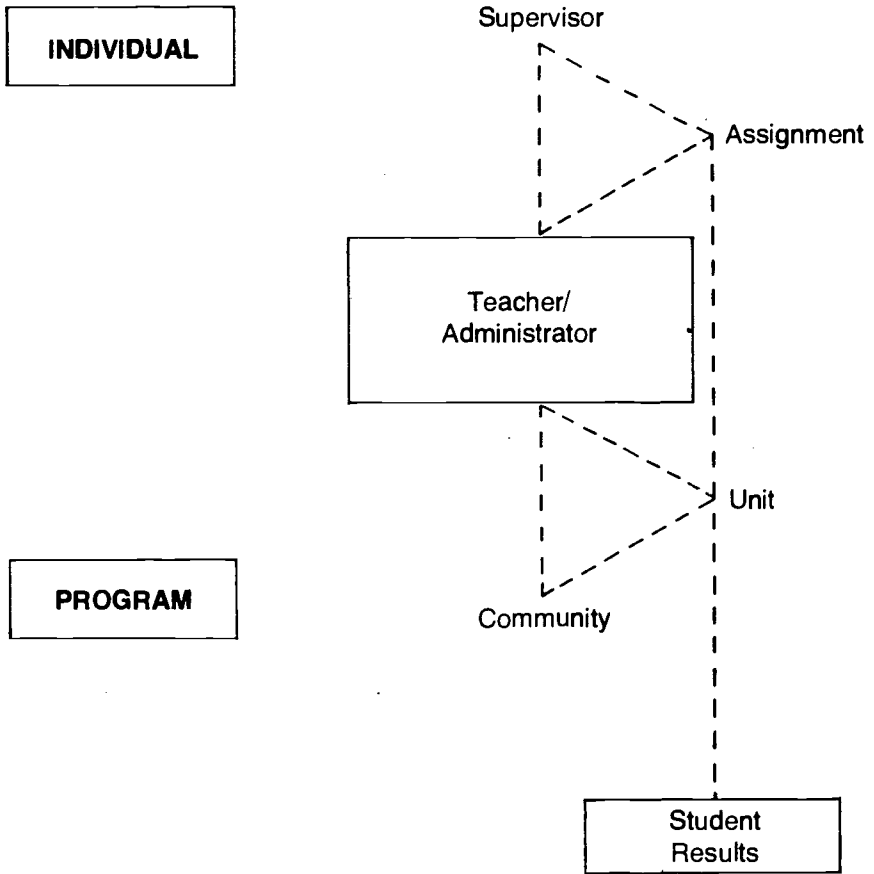 INDIVIDUAL
Supervisor
Assignment
Teacher/
Administrator
Unit
PROGRAM
Community
Student
Results